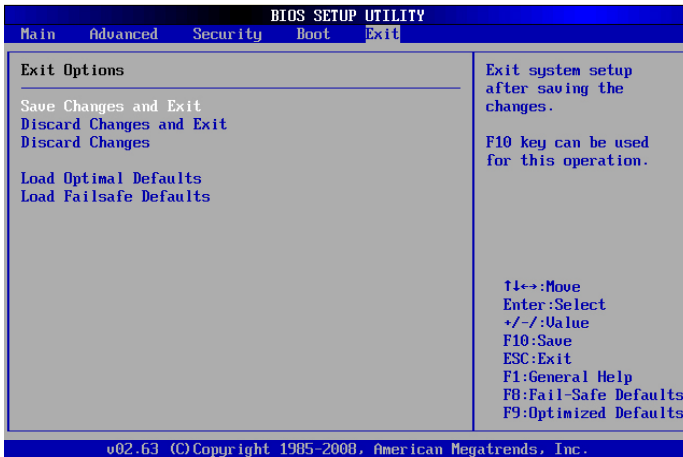 BIOS SETUP UTILITY
Main Advanced Security Boot Exit
Exit Options
Save Changes and Exit
Discard Changes and Exit
Discard Changes
Load Optimal Defaults
Load Failsafe Defaults
Exit system setup
after saving the
changes.
F10 key can be used
for this operation.
↑↓↔:Move
Enter:Select
+/-/:Value
F10:Save
ESC:Exit
F1:General Help
F8:Fail-Safe Defaults
F9:Optimized Defaults
v02.63 (C)Copyright 1985-2008, American Megatrends, Inc.